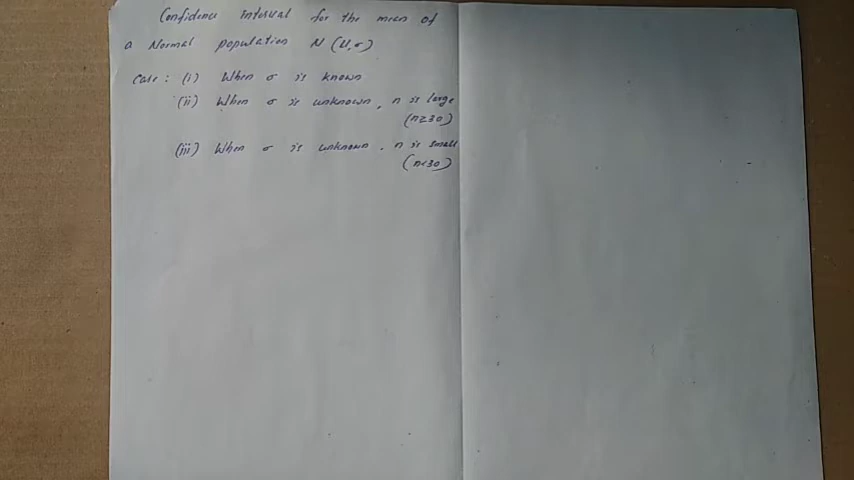 Confidence interval for the mean of
a Normal population N (μ,σ)
Case : (i) When σ is known
(ii) When σ is unknown, n is large
(n≥30)
(iii) When σ is unknown. n is small
(n<30)